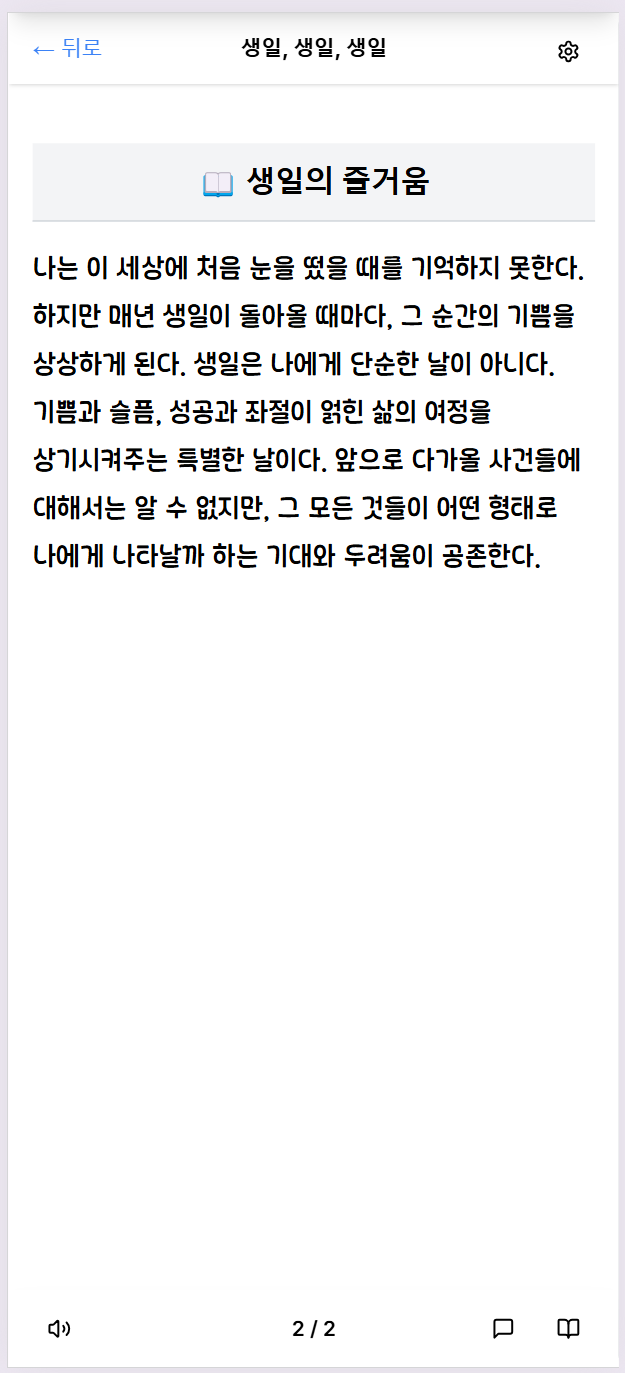 ← 뒤로
생일, 생일, 생일
📖 생일의 즐거움
나는 이 세상에 처음 눈을 떴을 때를 기억하지 못한다.
하지만 매년 생일이 돌아올 때마다, 그 순간의 기쁨을
상상하게 된다. 생일은 나에게 단순한 날이 아니다.
기쁨과 슬픔, 성공과 좌절이 얽힌 삶의 여정을
상기시켜주는 특별한 날이다. 앞으로 다가올 사건들에
대해서는 알 수 없지만, 그 모든 것들이 어떤 형태로
나에게 나타날까 하는 기대와 두려움이 공존한다.
2 / 2